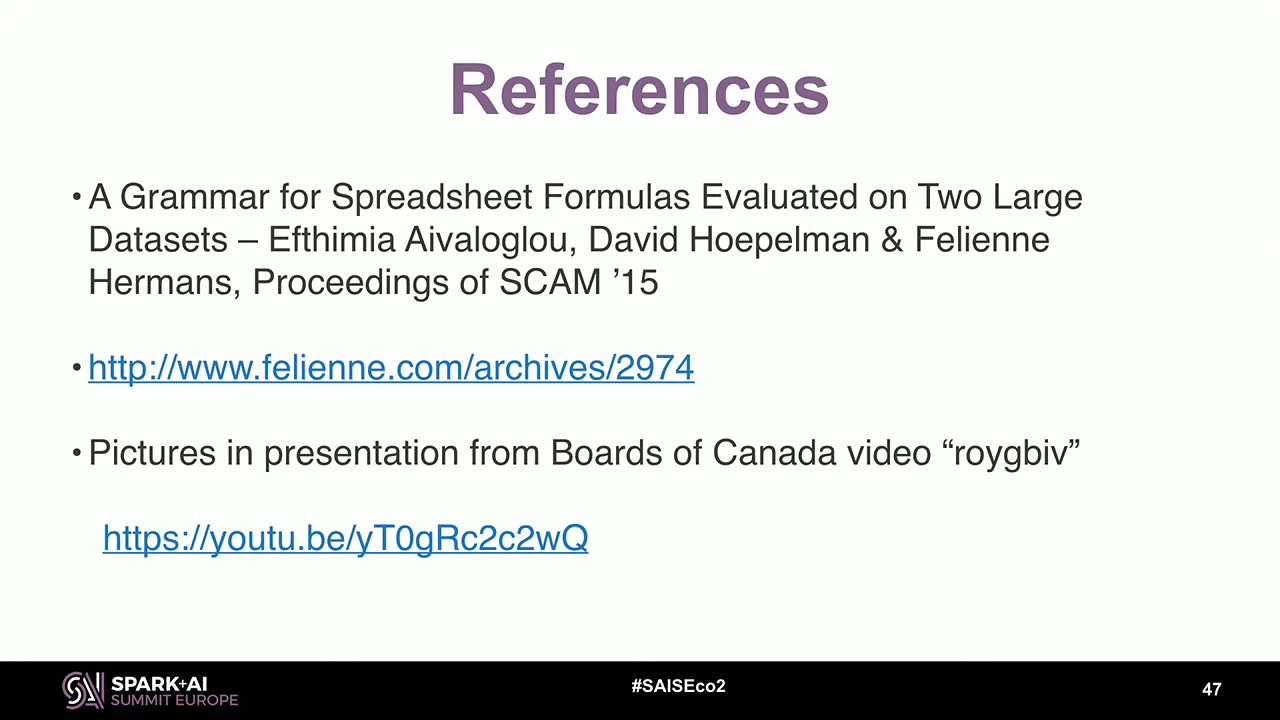 References
• A Grammar for Spreadsheet Formulas Evaluated on Two Large
Datasets – Efthimia Aivaloglou, David Hoepelman & Felienne
Hermans, Proceedings of SCAM ’15
• http://www.felienne.com/archives/2974
• Pictures in presentation from Boards of Canada video “roygbiv”
https://youtu.be/yT0gRc2c2wQ
SPARK+AI
SUMMIT EUROPE
#SAISEco2
47